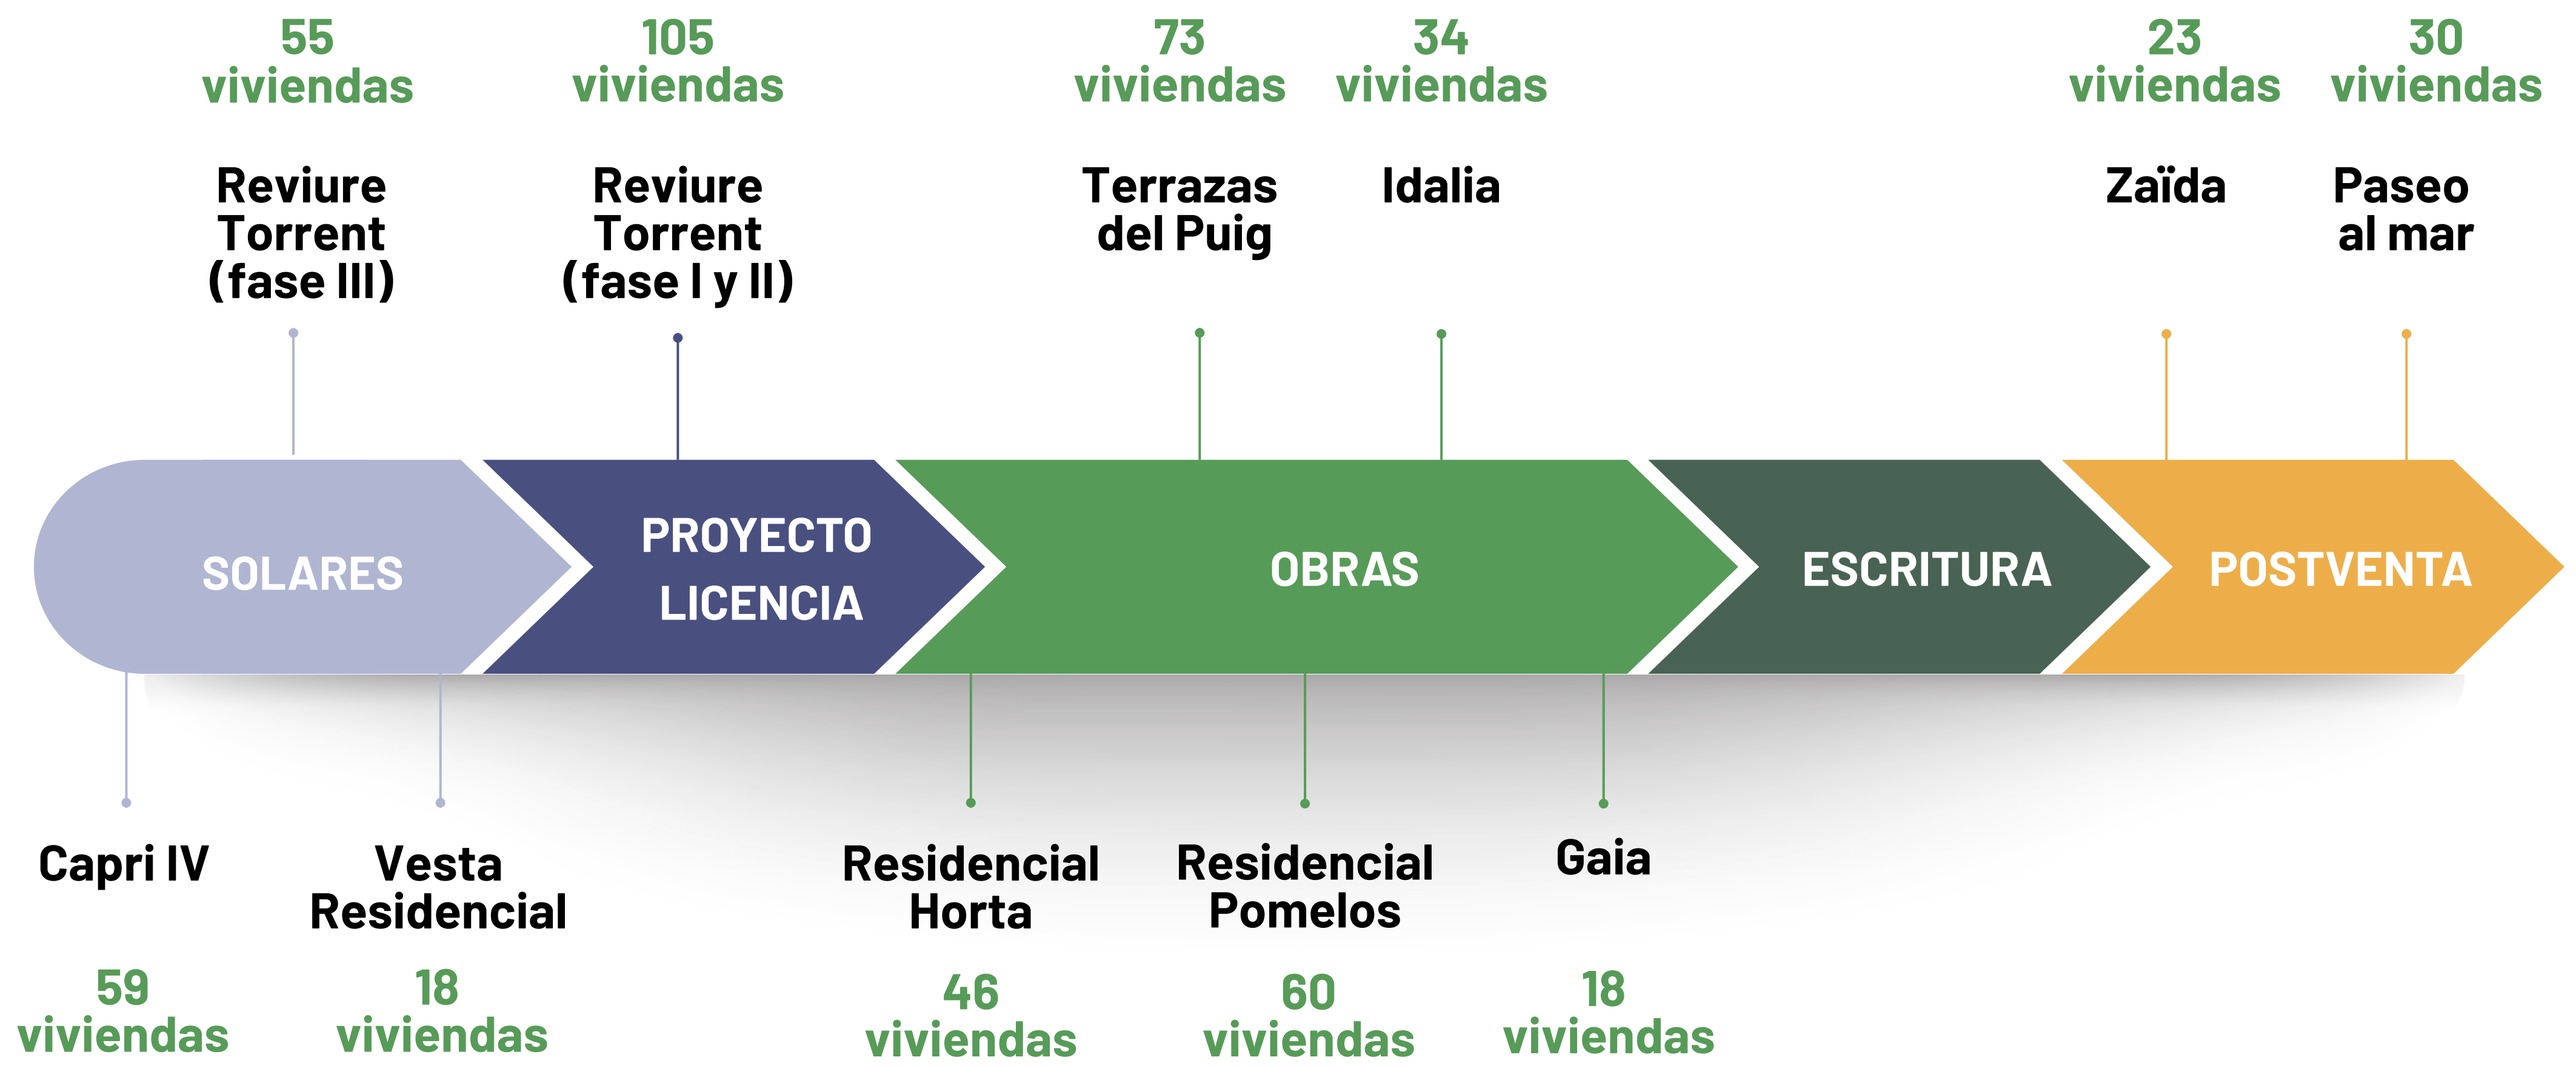 55
viviendas
105
viviendas
73
viviendas
34
viviendas
23
viviendas
30
viviendas
Reviure
Torrent
(fase III)
Reviure
Torrent
(fase I y II)
Terrazas
del Puig
Idalia
Zaïda
Paseo
al mar
SOLARES
PROYECTO
LICENCIA
OBRAS
ESCRITURA
POSTVENTA
Capri IV
Vesta
Residencial
Residencial
Horta
Residencial
Pomelos
Gaia
59
viviendas
18
viviendas
46
viviendas
60
viviendas
18
viviendas